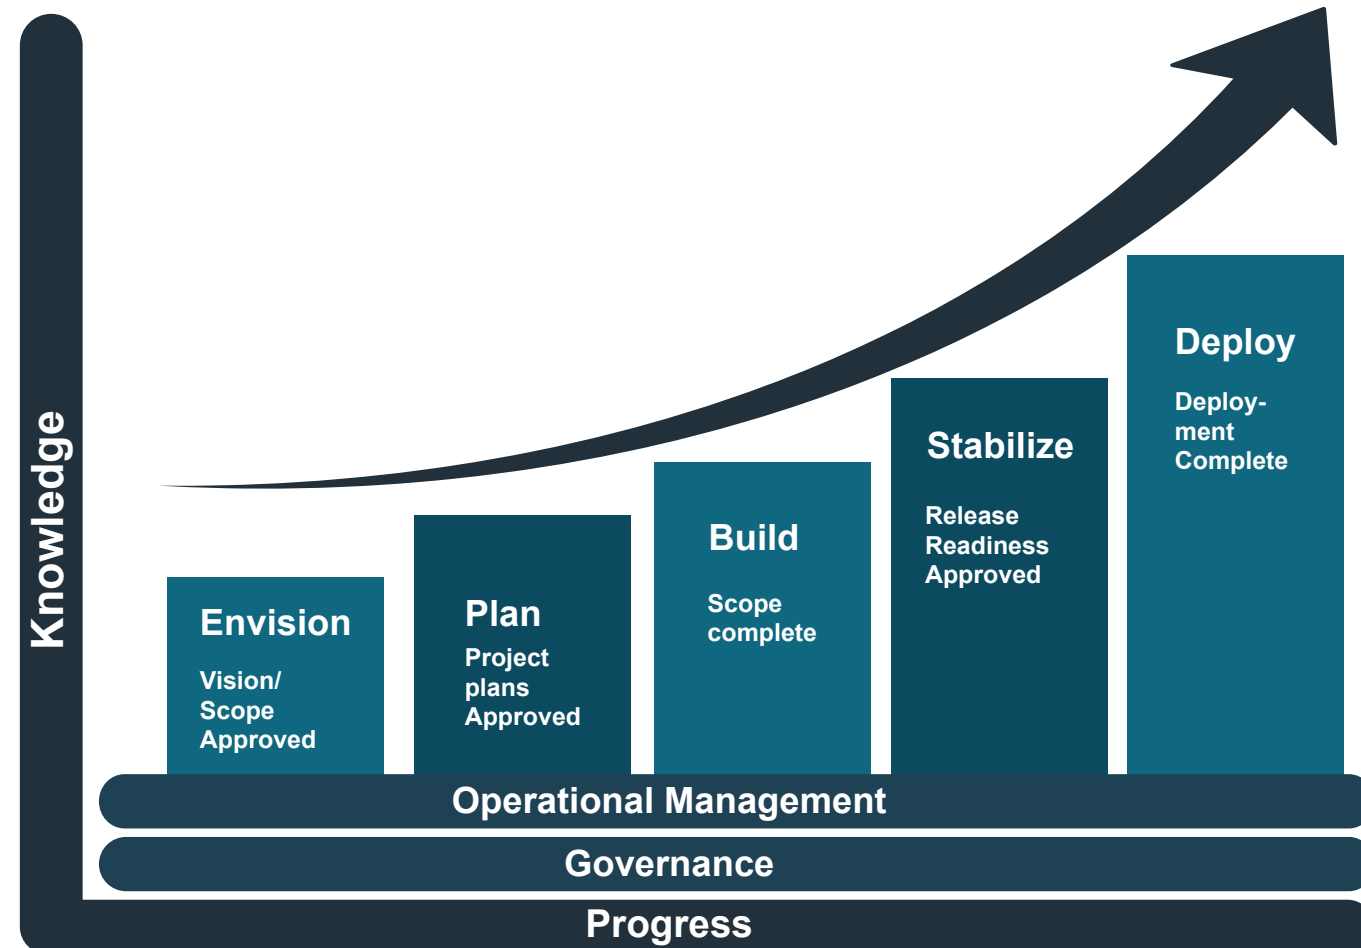 Knowledge
Envision
Vision/
Scope
Approved
Plan
Project
plans
Approved
Build
Scope
complete
Stabilize
Release
Readiness
Approved
Deploy
Deploy-
ment
Complete
Operational Management
Governance
Progress